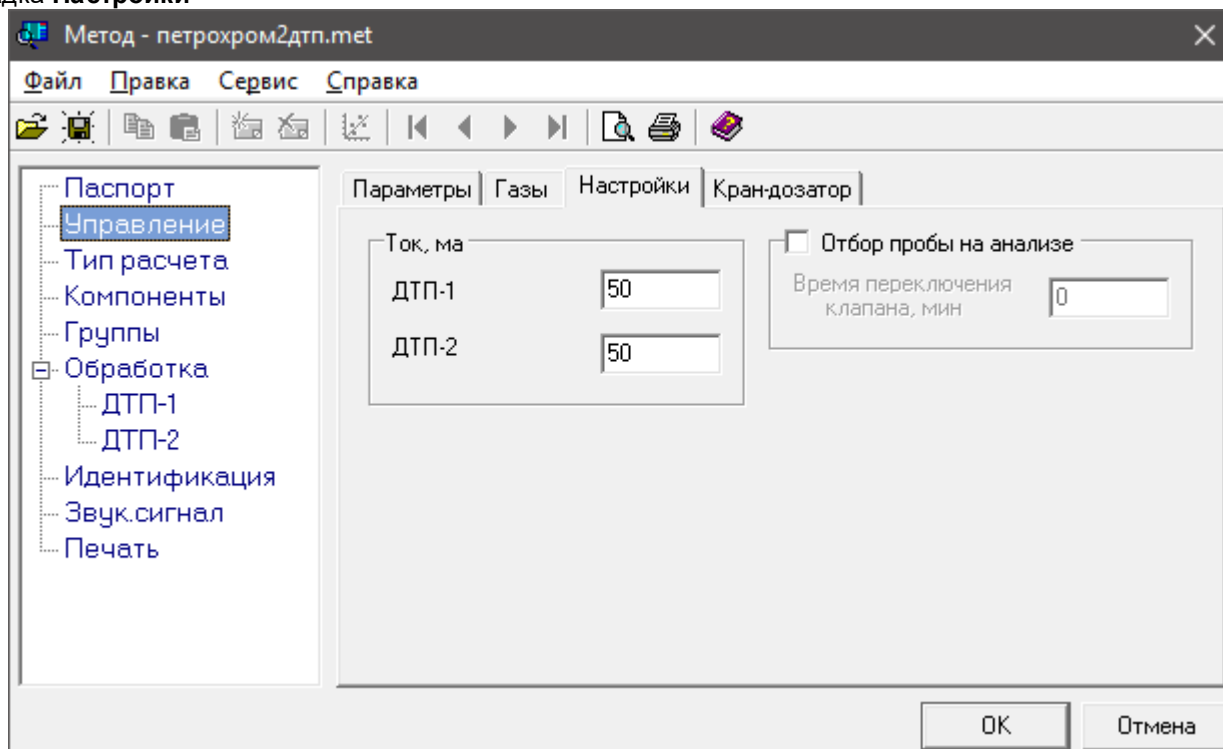 Настройки
Метод - петрохром2дтп.met
Файл Правка Сервис Справка
Паспорт
Управление
Тип расчета
Компоненты
Группы
Обработка
ДТП-1
ДТП-2
Идентификация
Звук.сигнал
Печать
Параметры Газы Настройки Кран-дозатор
Ток, ма
ДТП-1 50
ДТП-2 50
Отбор пробы на анализе
Время переключения
клапана, мин 0
OK Отмена